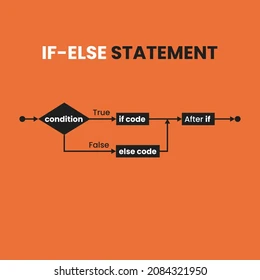 IF-ELSE STATEMENT
True
condition
if code
After if
False
else code
shutterstock.com · 2084321950